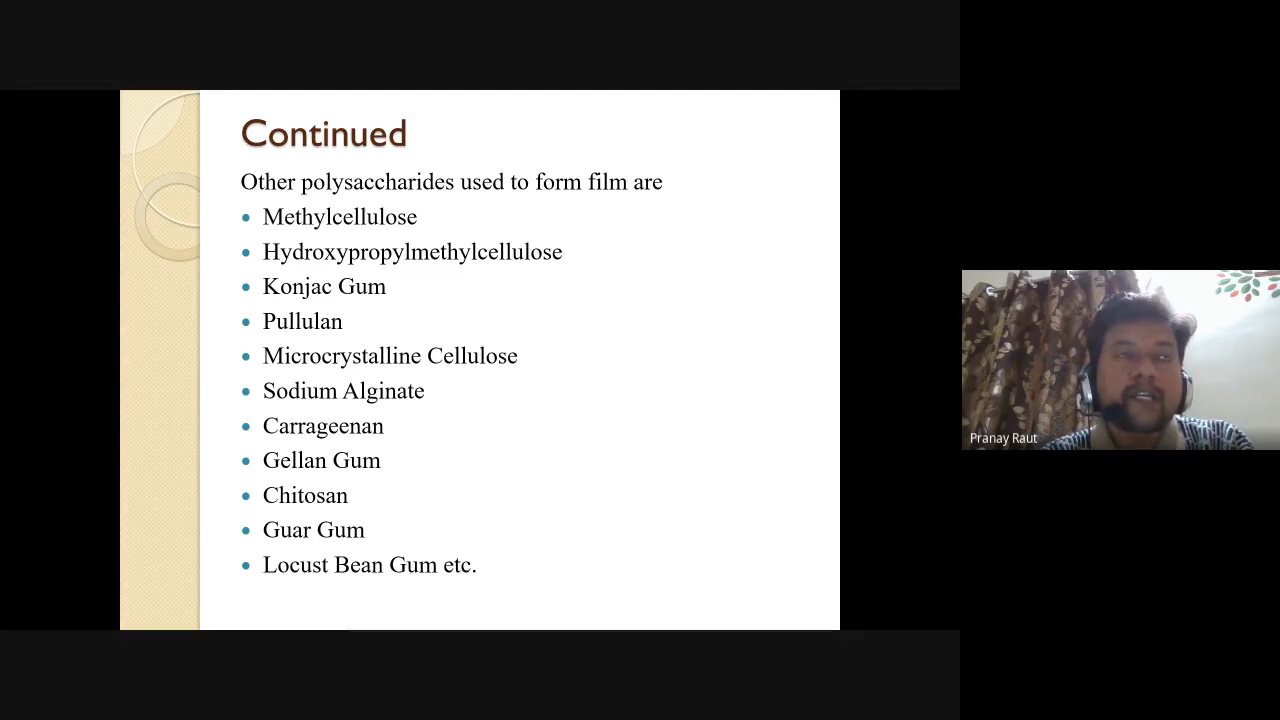 Continued
Other polysaccharides used to form film are
Methylcellulose
Hydroxypropylmethylcellulose
Konjac Gum
Pullulan
Microcrystalline Cellulose
Sodium Alginate
Carrageenan
Gellan Gum
Chitosan
Guar Gum
Locust Bean Gum etc.
Pranay Raut